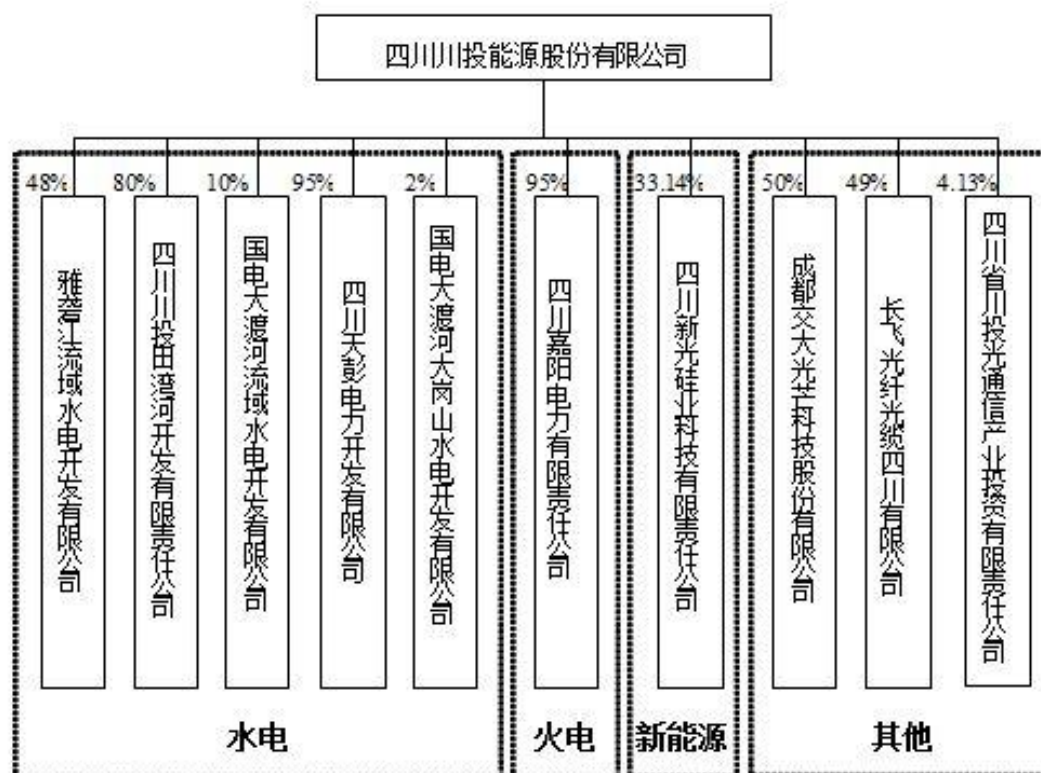 四川川投能源股份有限公司
48%
80%
10%
95%
2%
95%
33.14%
50%
49%
4.13%
雅砻江流域水电开发有限公司
四川川投田湾河开发有限责任公司
国电大渡河流域水电开发有限公司
四川天彭电力开发有限公司
国电大渡河大岗山水电开发有限公司
四川嘉阳电力有限责任公司
四川新光硅业科技有限责任公司
成都交大光芒科技股份有限公司
长飞光纤光缆四川有限公司
四川省川投光通信产业投资有限责任公司
水电
火电
新能源
其他